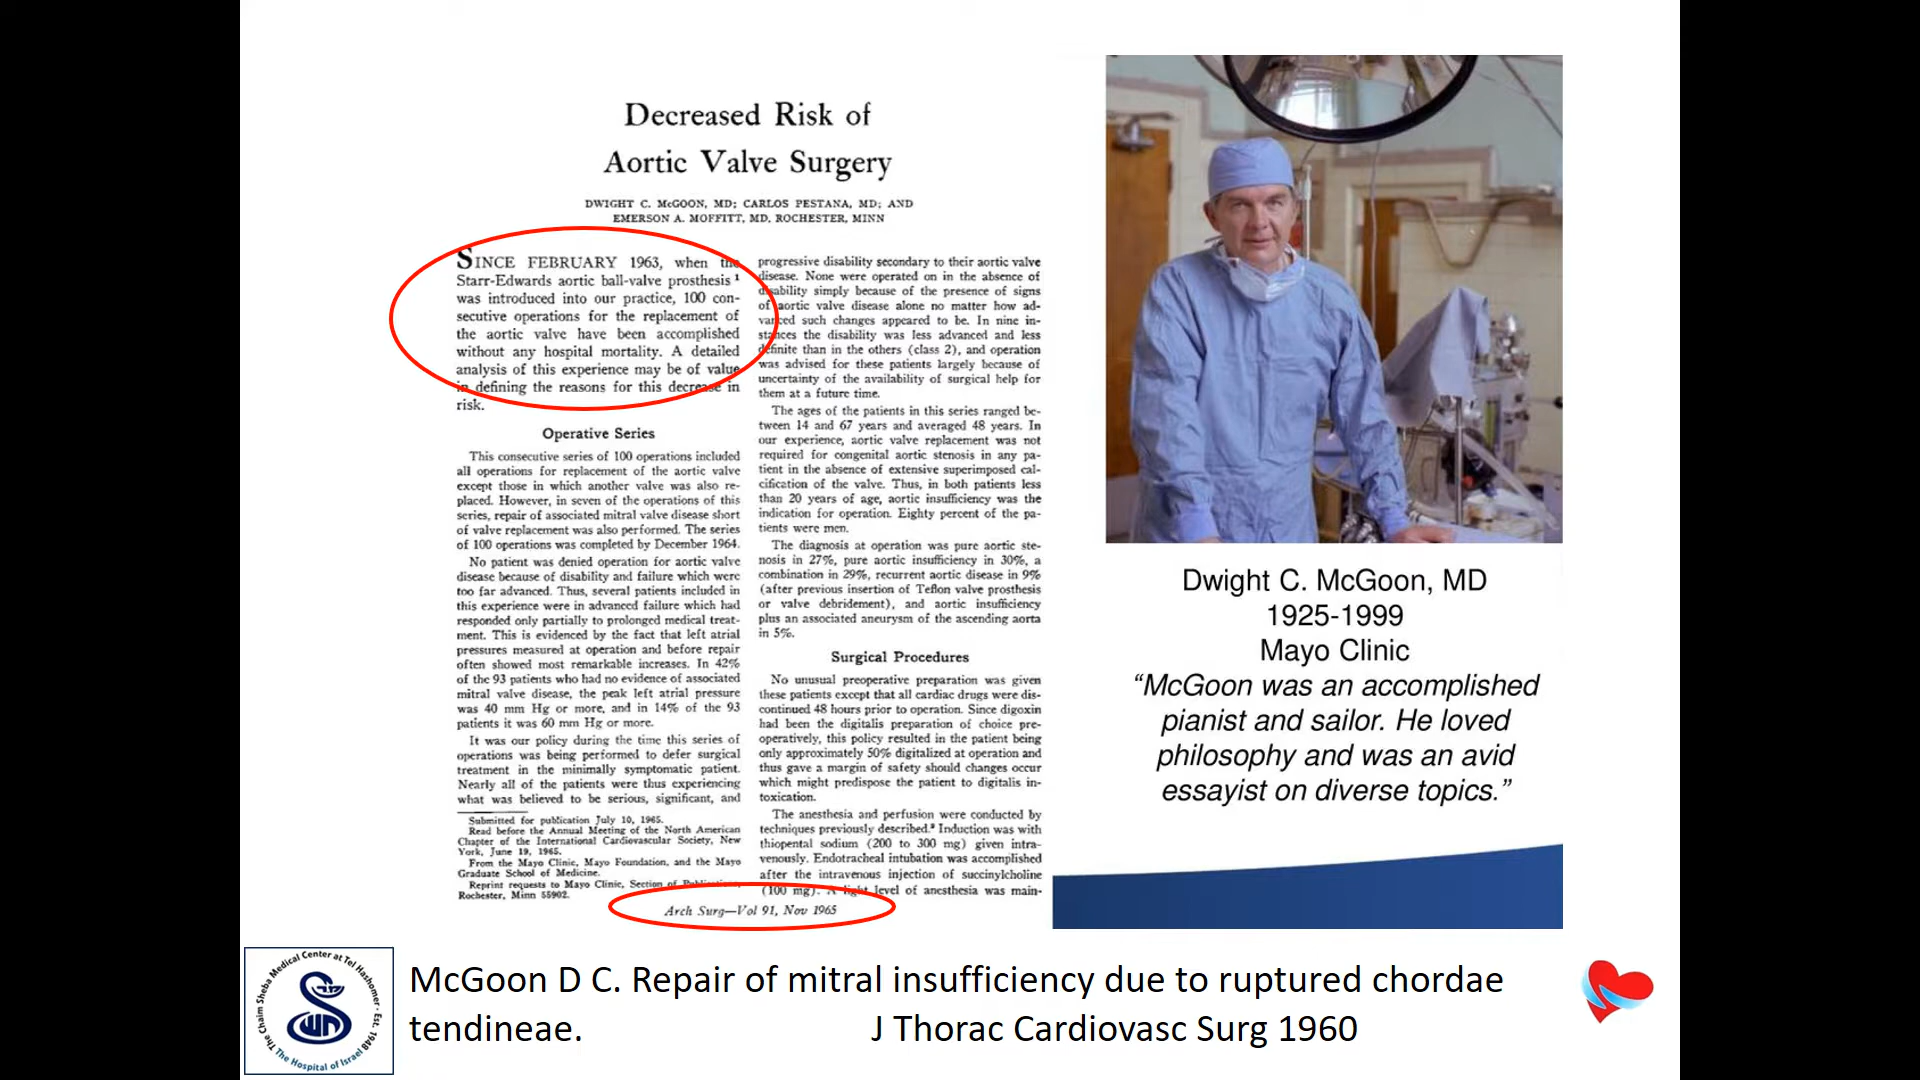 Decreased Risk of
Aortic Valve Surgery
DWIGHT C. McGOON, MD; CARLOS PESTANA, MD; AND
EMERSON A. MOFFITT, MD, ROCHESTER, MINN
SINCE FEBRUARY 1963, when the
Starr-Edwards aortic ball-valve prosthesis 1
was introduced into our practice, 100 con-
secutive operations for the replacement of
the aortic valve have been accomplished
without any hospital mortality. A detailed
analysis of this experience may be of value
in defining the reasons for this decrease in
risk.
Operative Series
This consecutive series of 100 operations included
all operations for replacement of the aortic valve
except those in which another valve was also re-
placed. However, in seven of the operations of this
series, repair of associated mitral valve disease short
of valve replacement was also performed. The series
of 100 operations was completed by December 1964.
No patient was denied operation for aortic valve
disease because of disability and failure which were
too far advanced. Thus, several patients included in
this experience were in advanced failure which had
responded only partially to prolonged medical treat-
ment. This is evidenced by the fact that left atrial
pressures measured at operation and before repair
often showed most remarkable increases. In 42%
of the 93 patients who had no evidence of associated
mitral valve disease, the peak left atrial pressure
was 40 mm Hg or more, and in 14% of the 93
patients it was 60 mm Hg or more.
It was our policy during the time this series of
operations was being performed to defer surgical
treatment in the minimally symptomatic patient.
Nearly all of the patients were thus experiencing
what was believed to be serious, significant, and
Submitted for publication July 10, 1965.
Read before the Annual Meeting of the North American
Chapter of the International Cardiovascular Society, New
York, June 19, 1965.
From the Mayo Clinic, Mayo Foundation, and the Mayo
Graduate School of Medicine.
Reprint requests to Mayo Clinic, Section of Publications,
Rochester, Minn 55902.
progressive disability secondary to their aortic valve
disease. None were operated on in the absence of
disability simply because of the presence of signs
of aortic valve disease alone no matter how ad-
vanced such changes appeared to be. In nine in-
stances the disability was less advanced and less
definite than in the others (class 2), and operation
was advised for these patients largely because of
uncertainty of the availability of surgical help for
them at a future time.
The ages of the patients in this series ranged be-
tween 14 and 67 years and averaged 48 years. In
our experience, aortic valve replacement was not
required for congenital aortic stenosis in any pa-
tient in the absence of extensive superimposed cal-
cification of the valve. Thus, in both patients less
than 20 years of age, aortic insufficiency was the
indication for operation. Eighty percent of the pa-
tients were men.
The diagnosis at operation was pure aortic ste-
nosis in 27%, pure aortic insufficiency in 30%, a
combination in 29%, recurrent aortic disease in 9%
(after previous insertion of Teflon valve prosthesis
or valve debridement), and aortic insufficiency
plus an associated aneurysm of the ascending aorta
in 5%.
Surgical Procedures
No unusual preoperative preparation was given
these patients except that all cardiac drugs were dis-
continued 48 hours prior to operation. Since digoxin
had been the digitalis preparation of choice pre-
operatively, this policy resulted in the patient being
only approximately 50% digitalized at operation and
thus gave a margin of safety should changes occur
which might predispose the patient to digitalis in-
toxication.
The anesthesia and perfusion were conducted by
techniques previously described. Induction was with
thiopental sodium (200 to 300 mg) given intra-
venously. Endotracheal intubation was accomplished
after the intravenous injection of succinylcholine
(100 mg). A light level of anesthesia was main-
Arch Surg—Vol 91, Nov 1965
Dwight C. McGoon, MD
1925-1999
Mayo Clinic
“McGoon was an accomplished
pianist and sailor. He loved
philosophy and was an avid
essayist on diverse topics.”
The Chaim Sheba Medical Center at Tel Hashomer - Est. 1948
The Hospital of Israel
McGoon D C. Repair of mitral insufficiency due to ruptured chordae
tendineae. J Thorac Cardiovasc Surg 1960